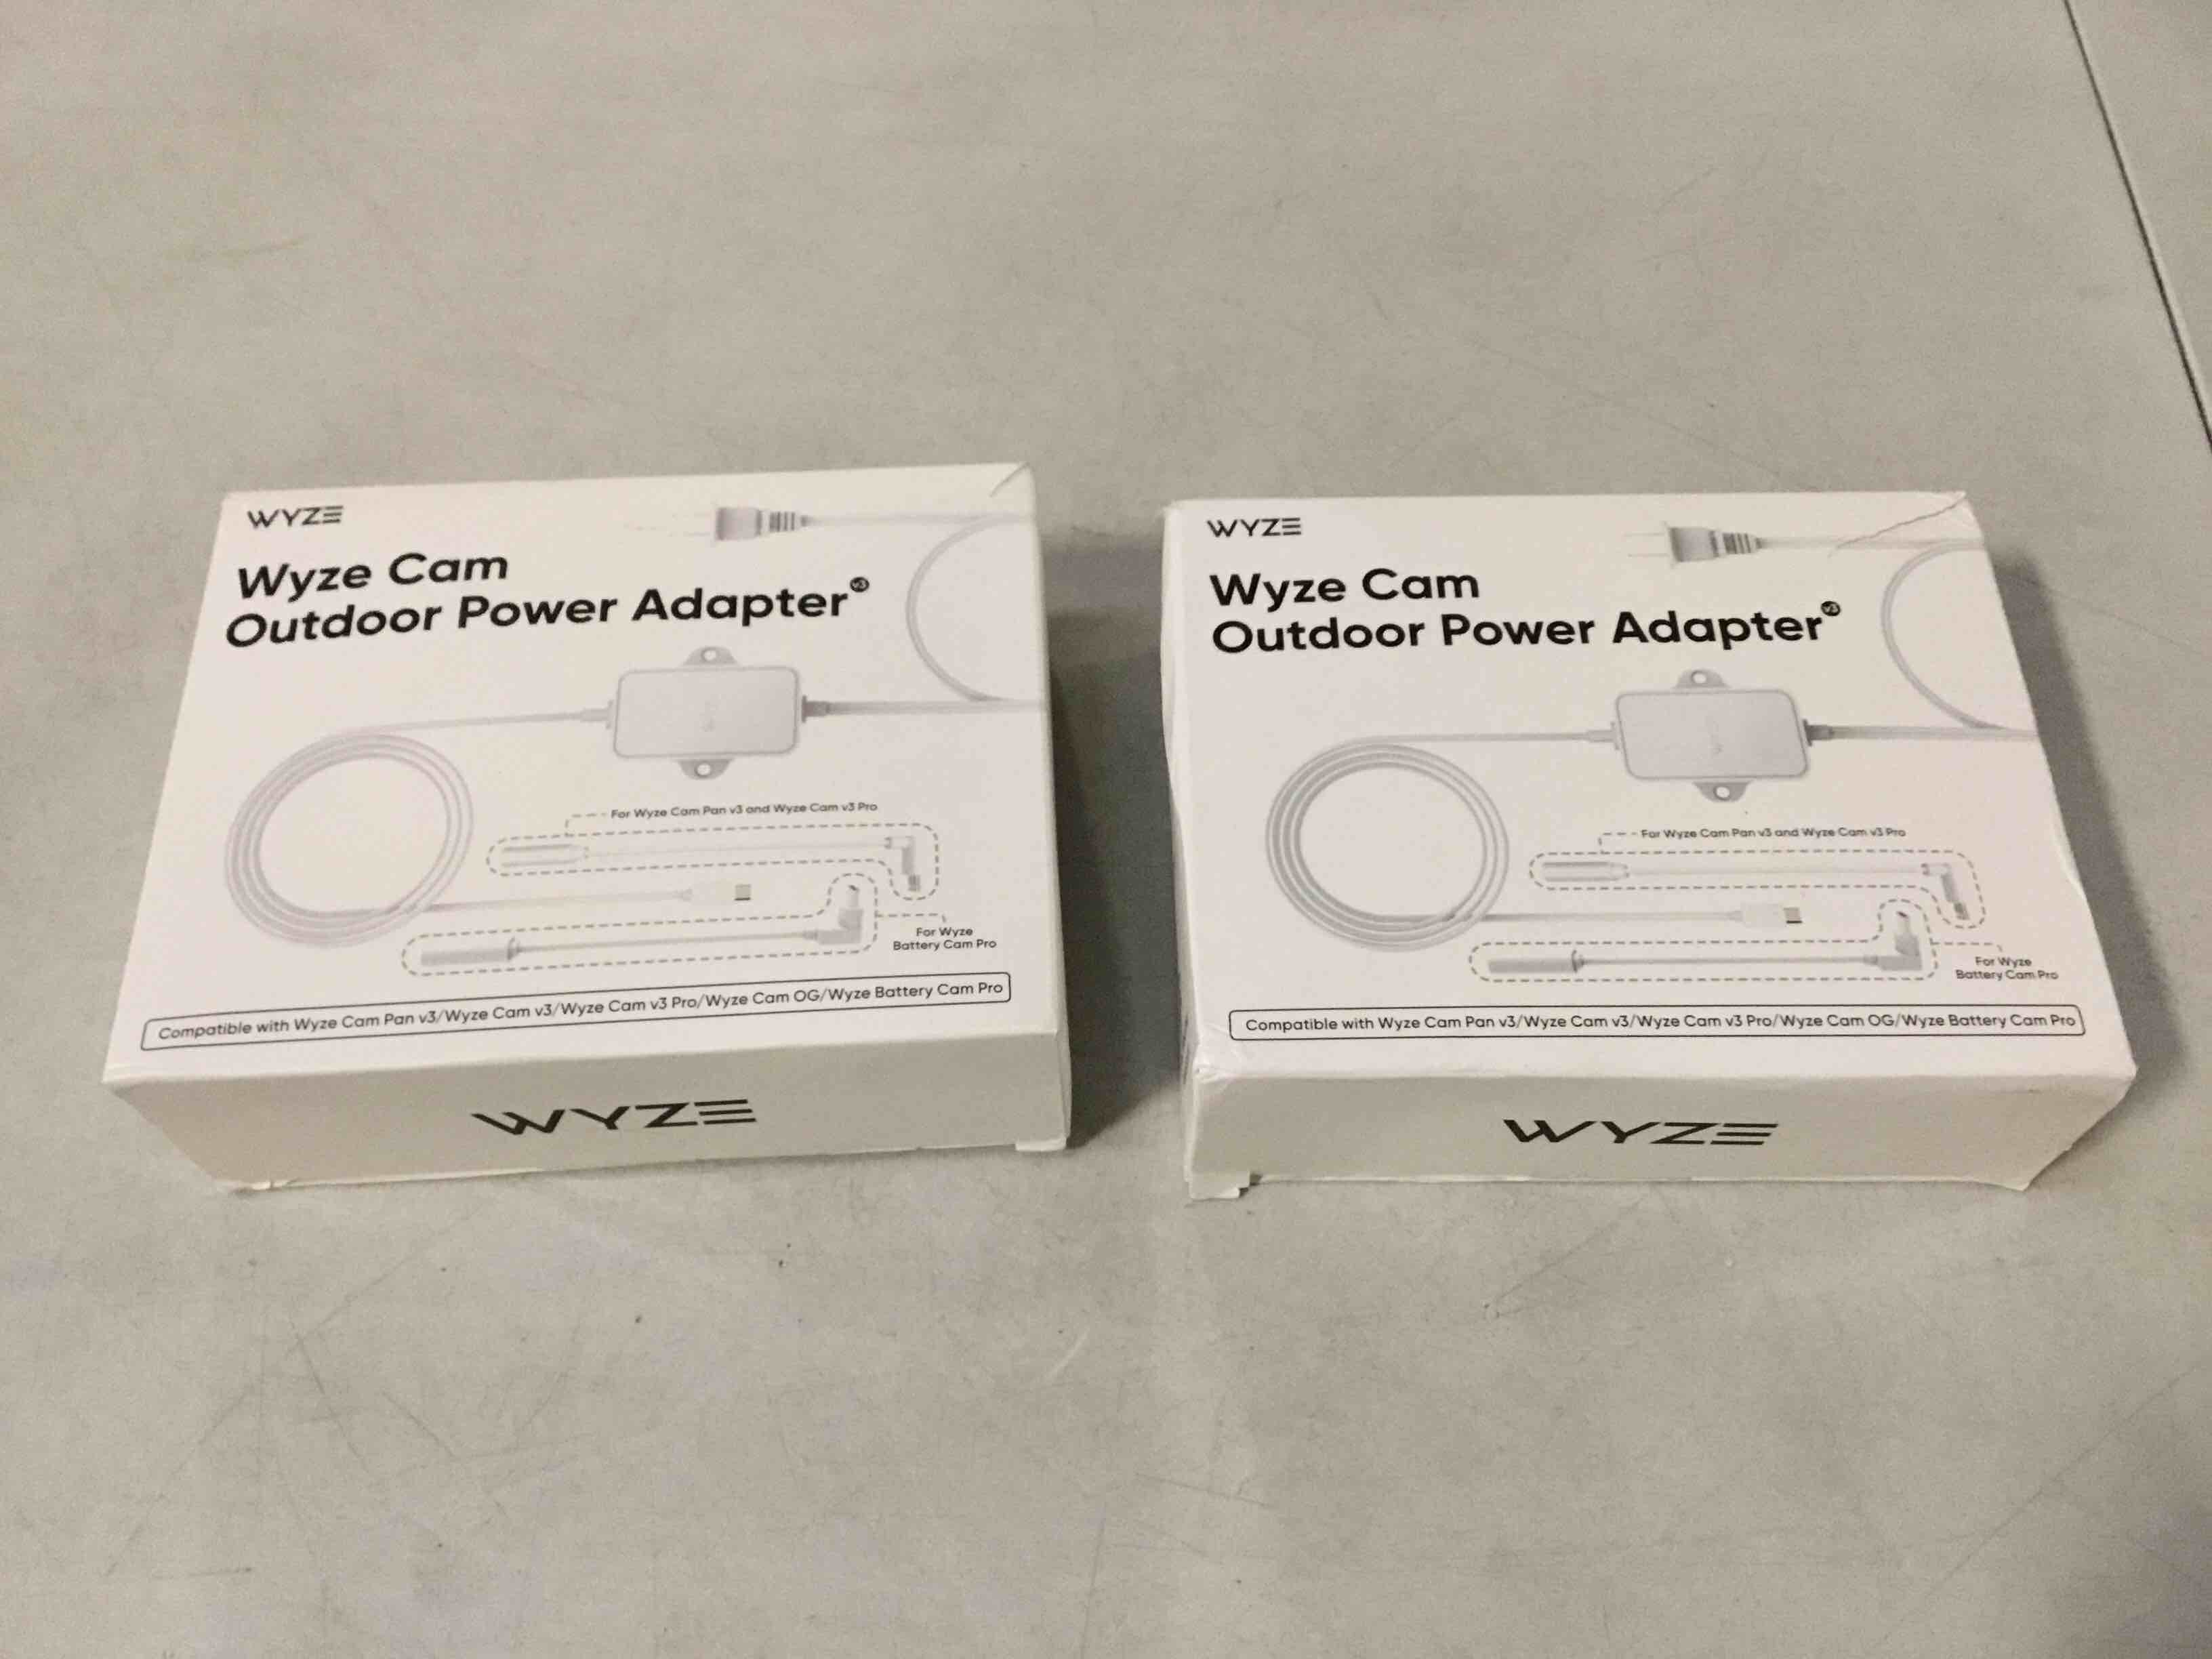 WYZE
Wyze Cam
Outdoor Power Adapter v3
For Wyze Cam Pan v3 and Wyze Cam v3 Pro
For Wyze
Battery Cam Pro
Compatible with Wyze Cam Pan v3/Wyze Cam v3/Wyze Cam v3 Pro/Wyze Cam OG/Wyze Battery Cam Pro
WYZE
WYZE
Wyze Cam
Outdoor Power Adapter v3
For Wyze Cam Pan v3 and Wyze Cam v3 Pro
For Wyze
Battery Cam Pro
Compatible with Wyze Cam Pan v3/Wyze Cam v3/Wyze Cam v3 Pro/Wyze Cam OG/Wyze Battery Cam Pro
WYZE